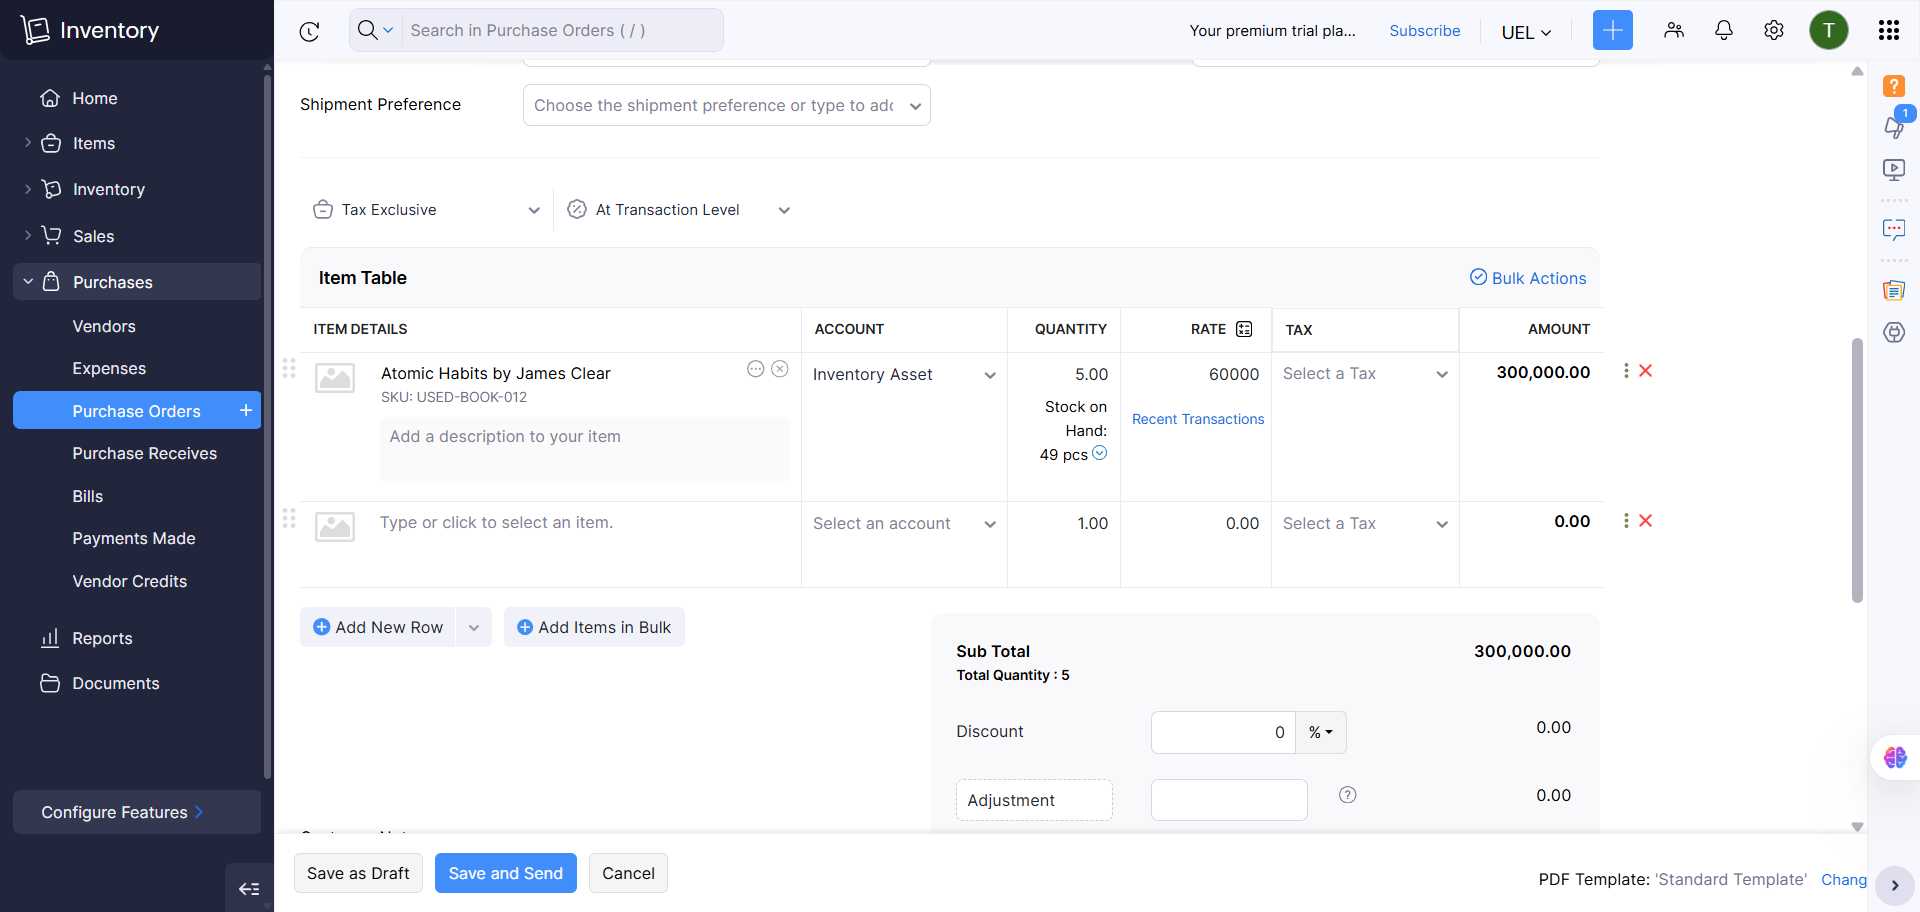 Inventory
Search in Purchase Orders ( / )
Your premium trial pla...
Subscribe
UEL
T
Home
Items
Inventory
Sales
Purchases
Vendors
Expenses
Purchase Orders +
Purchase Receives
Bills
Payments Made
Vendor Credits
Reports
Documents
Configure Features
Shipment Preference
Choose the shipment preference or type to add
Tax Exclusive
At Transaction Level
Item Table
Bulk Actions
ITEM DETAILS ACCOUNT QUANTITY RATE TAX AMOUNT
Atomic Habits by James Clear
SKU: USED-BOOK-012
Add a description to your item
Inventory Asset
5.00
Stock on
Hand:
49 pcs
60000
Recent Transactions
Select a Tax
300,000.00
Type or click to select an item.
Select an account
1.00
0.00
Select a Tax
0.00
Add New Row
Add Items in Bulk
Sub Total 300,000.00
Total Quantity : 5
Discount 0 % 0.00
Adjustment ? 0.00
Save as Draft
Save and Send
Cancel
PDF Template: 'Standard Template' Chang
?
1